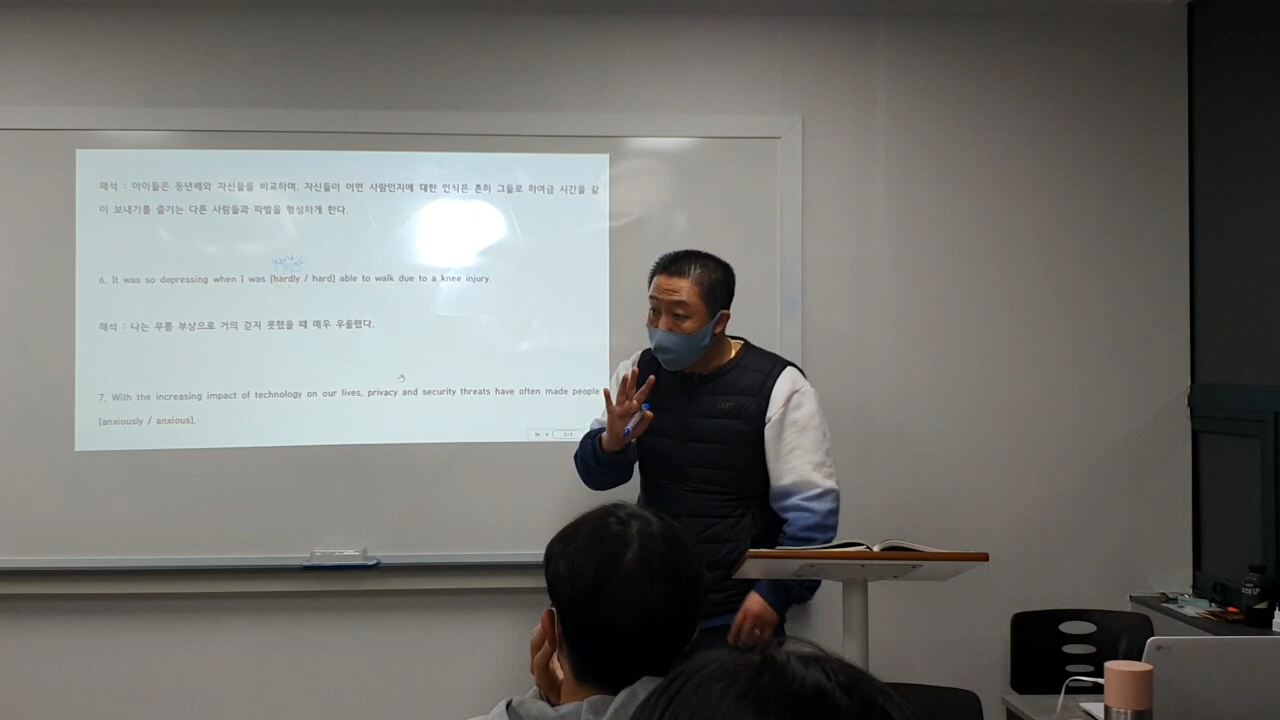 해석 : 아이들은 동년배와 자신들을 비교하며, 자신들이 어떤 사람인지에 대한 인식은 흔히 그들로 하여금 시간을 같
이 보내기를 즐기는 다른 사람들과 파벌을 형성하게 한다.
6. It was so depressing when I was [hardly / hard] able to walk due to a knee injury.
해석 : 나는 무릎 부상으로 거의 걷지 못했을 때 매우 우울했다.
7. With the increasing impact of technology on our lives, privacy and security threats have often made people
[anxiously / anxious].